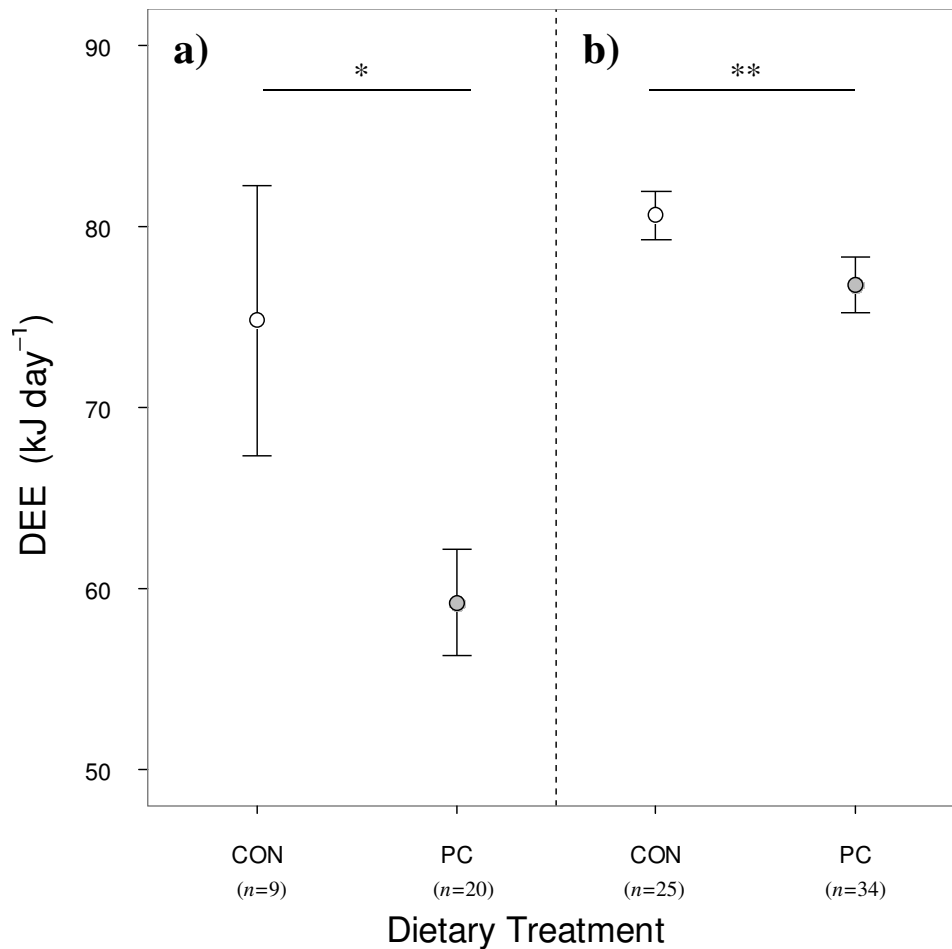 a)
*
b)
**
90
80
70
60
50
DEE (kJ day⁻¹)
CON
PC
CON
PC
(n=9)
(n=20)
(n=25)
(n=34)
Dietary Treatment